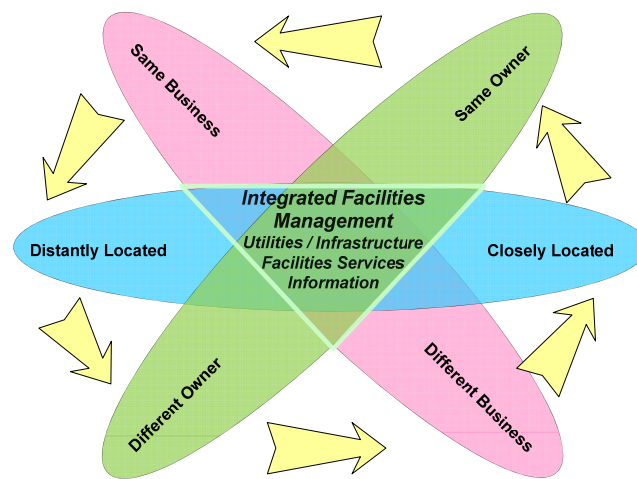 Same Business
Same Owner
Integrated Facilities
Management
Utilities / Infrastructure
Facilities Services
Information
Distantly Located
Closely Located
Different Owner
Different Business